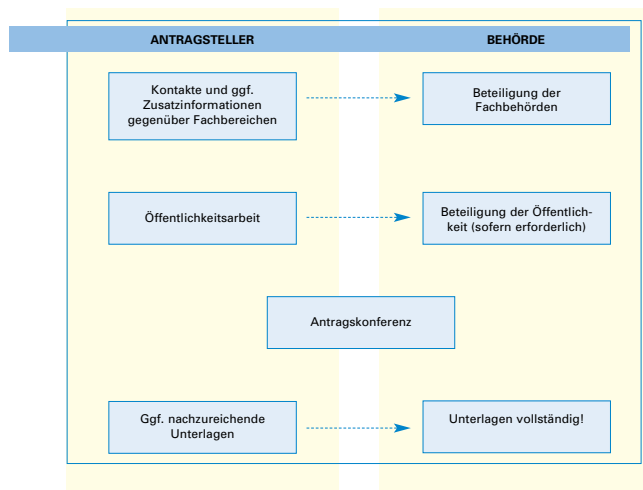 ANTRAGSTELLER
BEHÖRDE
Kontakte und ggf.
Zusatzinformationen
gegenüber Fachbereichen
Beteiligung der
Fachbehörden
Öffentlichkeitsarbeit
Beteiligung der Öffentlich-
keit (sofern erforderlich)
Antragskonferenz
Ggf. nachzureichende
Unterlagen
Unterlagen vollständig!